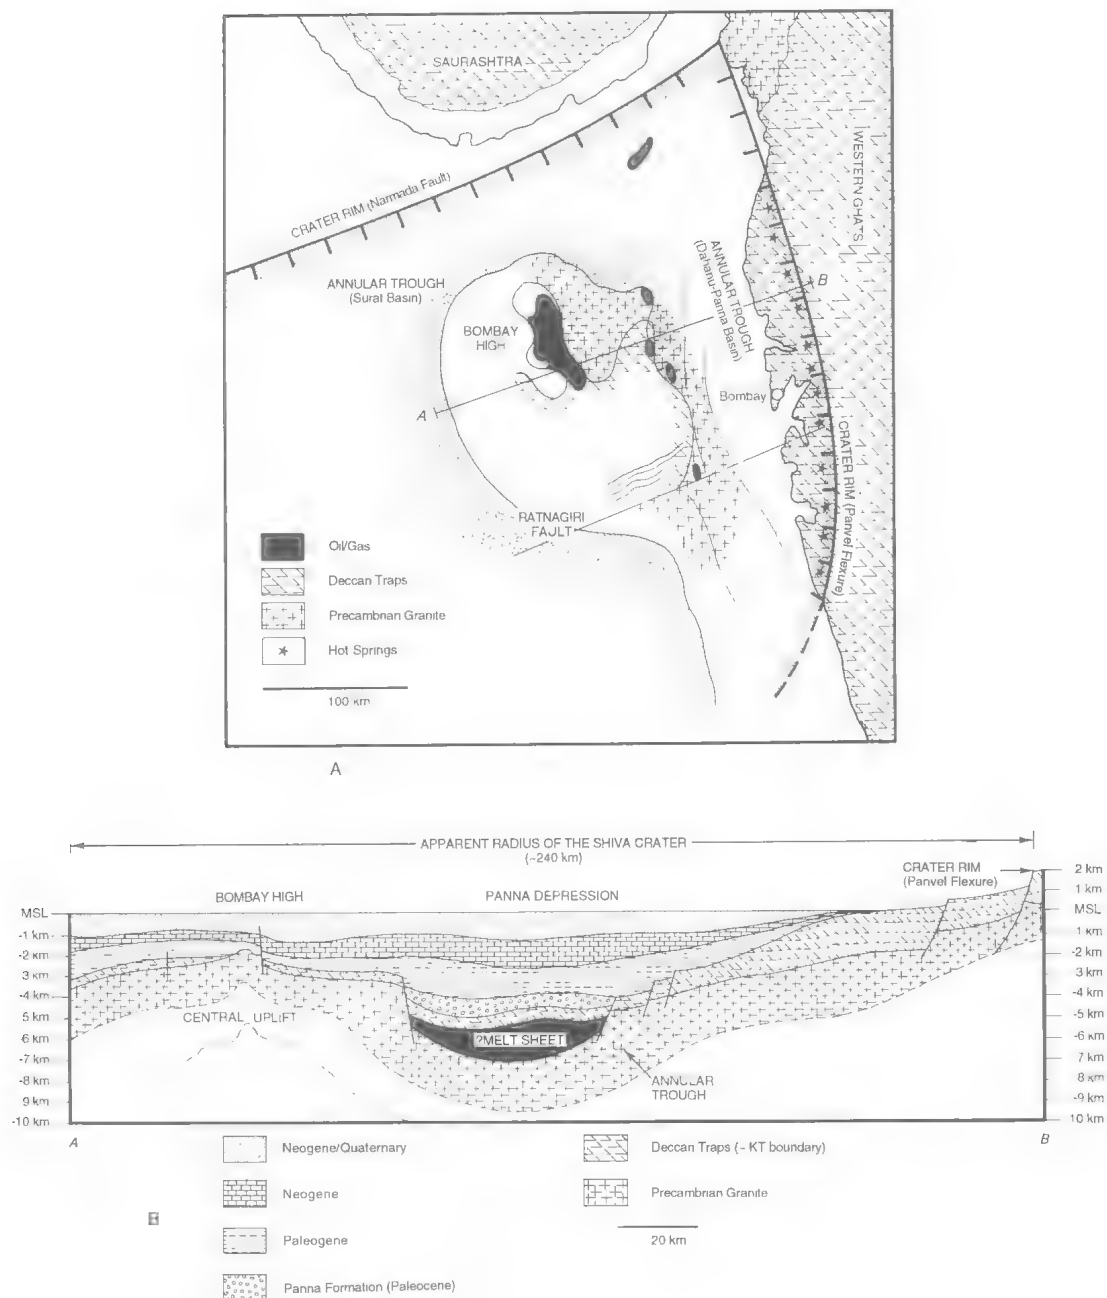 SAURASHTRA
WESTERN GHATS
CRATER RIM (Narmada Fault)
ANNULAR TROUGH
(Surat Basin)
ANNULAR TROUGH
(Dahanu-Panna Basin)
B
BOMBAY
HIGH
A
Bombay
CRATER RIM (Panvel Flexure)
RATNAGIRI
FAULT
Oil/Gas
Deccan Traps
Precambrian Granite
Hot Springs
100 km
A
APPARENT RADIUS OF THE SHIVA CRATER
(~240 km)
CRATER RIM
(Panvel Flexure)
2 km
1 km
BOMBAY HIGH
PANNA DEPRESSION
MSL
MSL
-1 km
1 km
-2 km
-2 km
3 km
3 km
-4 km
-4 km
CENTRAL UPLIFT
5 km
-5 km
?MELT SHEET
6 km
-6 km
-7 km
7 km
ANNULAR
TROUGH
-8 km
8 km
9 km
-9 km
-10 km
10 km
A
B
Neogene/Quaternary
Deccan Traps (~ KT boundary)
Neogene
Precambrian Granite
B
Paleogene
20 km
Panna Formation (Paleocene)